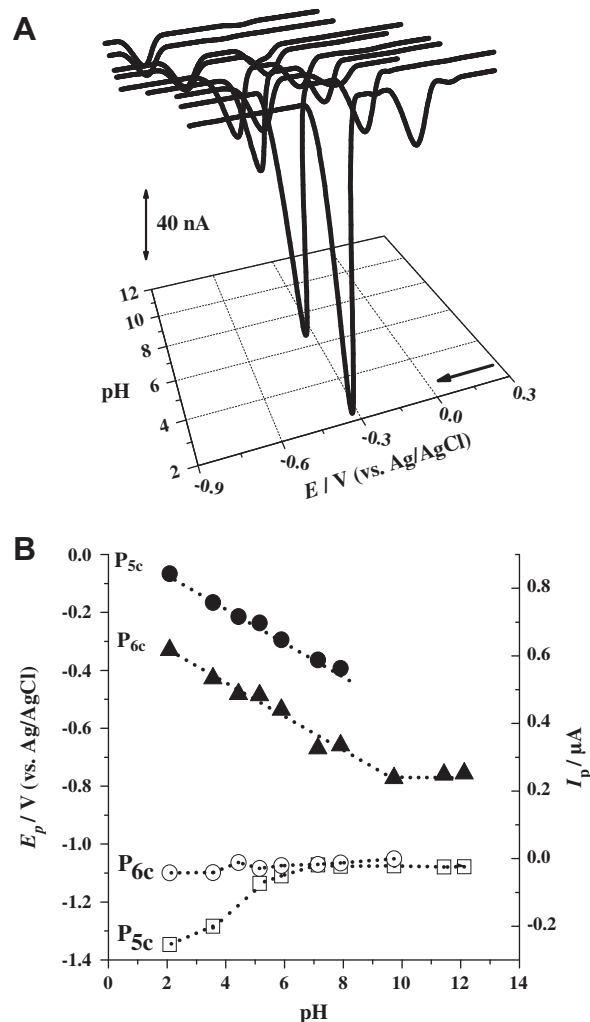 A
40 nA
12
10
8
6
4
2
pH
-0.9
-0.6
-0.3
0.0
0.3
E / V (vs. Ag/AgCl)
B
0.0
-0.2
-0.4
-0.6
-0.8
-1.0
-1.2
-1.4
E_p / V (vs. Ag/AgCl)
P5c
P6c
P6c
P5c
0.8
0.6
0.4
0.2
0.0
-0.2
I_p / μA
0 2 4 6 8 10 12 14
pH